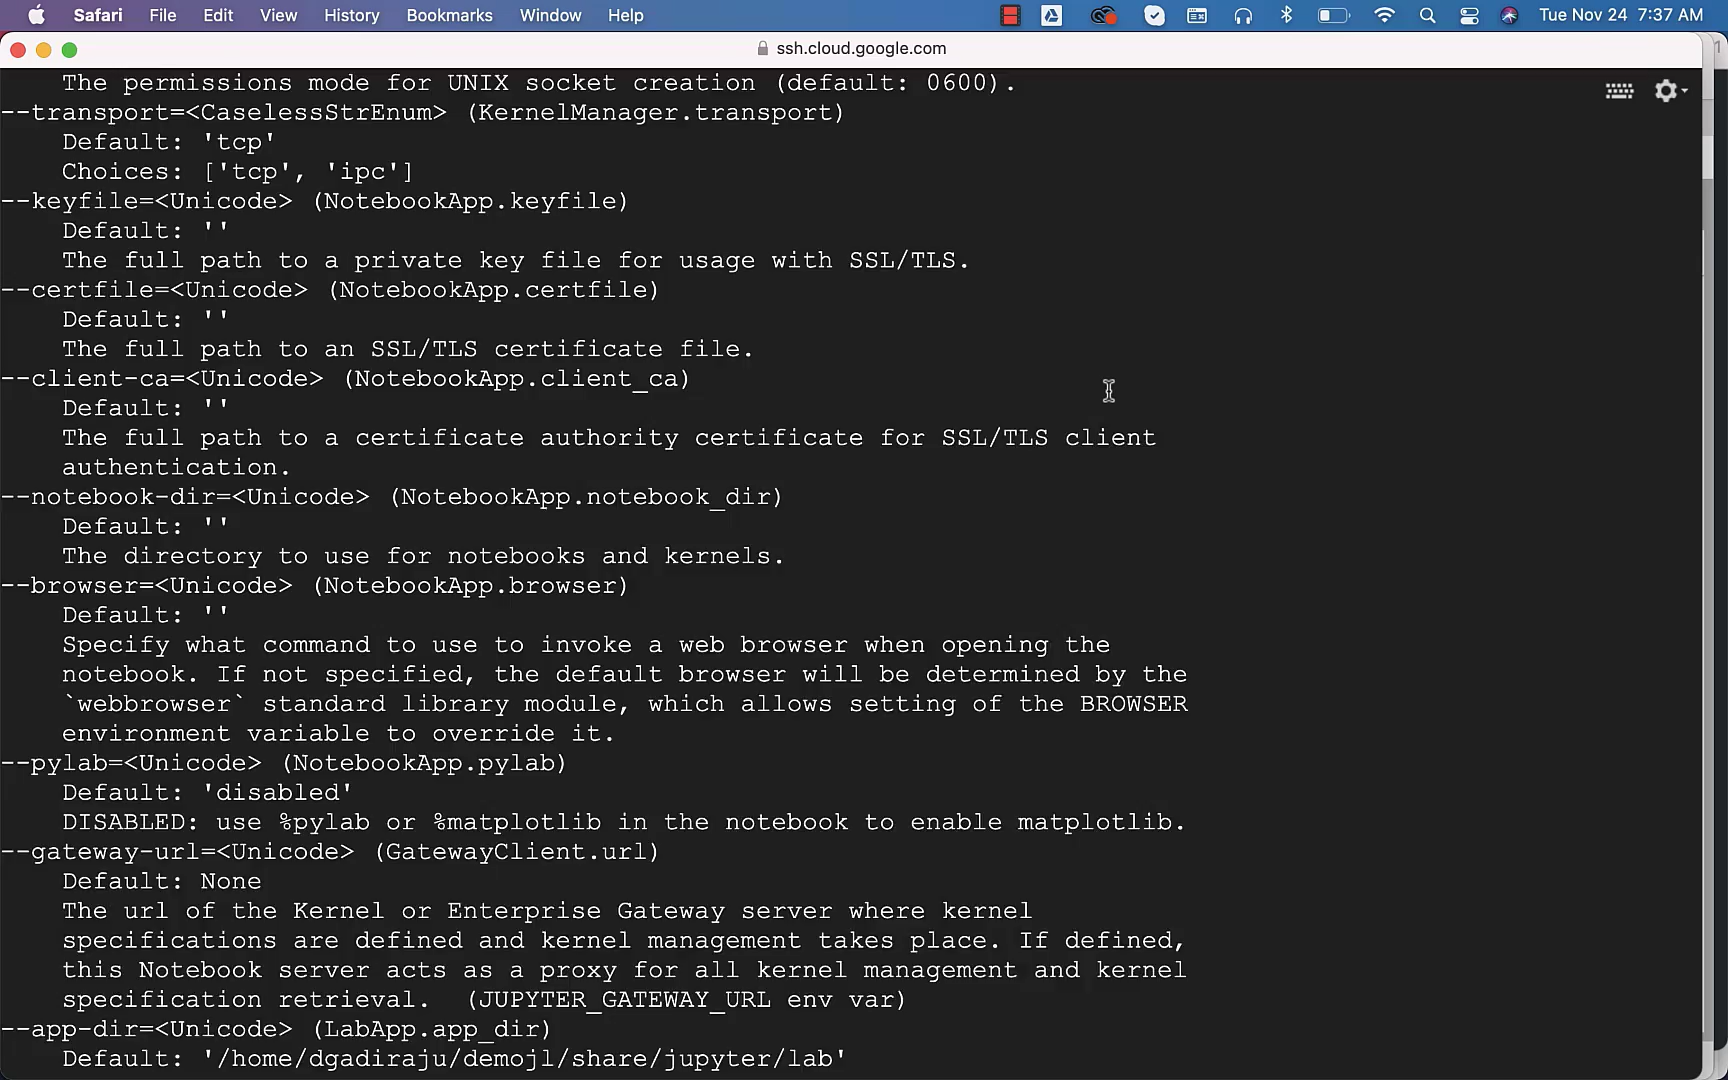 Safari File Edit View History Bookmarks Window Help Tue Nov 24 7:37 AM
ssh.cloud.google.com
The permissions mode for UNIX socket creation (default: 0600).
--transport=<CaselessStrEnum> (KernelManager.transport)
Default: 'tcp'
Choices: ['tcp', 'ipc']
--keyfile=<Unicode> (NotebookApp.keyfile)
Default: ''
The full path to a private key file for usage with SSL/TLS.
--certfile=<Unicode> (NotebookApp.certfile)
Default: ''
The full path to an SSL/TLS certificate file.
--client-ca=<Unicode> (NotebookApp.client_ca)
Default: ''
The full path to a certificate authority certificate for SSL/TLS client
authentication.
--notebook-dir=<Unicode> (NotebookApp.notebook_dir)
Default: ''
The directory to use for notebooks and kernels.
--browser=<Unicode> (NotebookApp.browser)
Default: ''
Specify what command to use to invoke a web browser when opening the
notebook. If not specified, the default browser will be determined by the
`webbrowser` standard library module, which allows setting of the BROWSER
environment variable to override it.
--pylab=<Unicode> (NotebookApp.pylab)
Default: 'disabled'
DISABLED: use %pylab or %matplotlib in the notebook to enable matplotlib.
--gateway-url=<Unicode> (GatewayClient.url)
Default: None
The url of the Kernel or Enterprise Gateway server where kernel
specifications are defined and kernel management takes place. If defined,
this Notebook server acts as a proxy for all kernel management and kernel
specification retrieval.  (JUPYTER_GATEWAY_URL env var)
--app-dir=<Unicode> (LabApp.app_dir)
Default: '/home/dgadiraju/demojl/share/jupyter/lab'